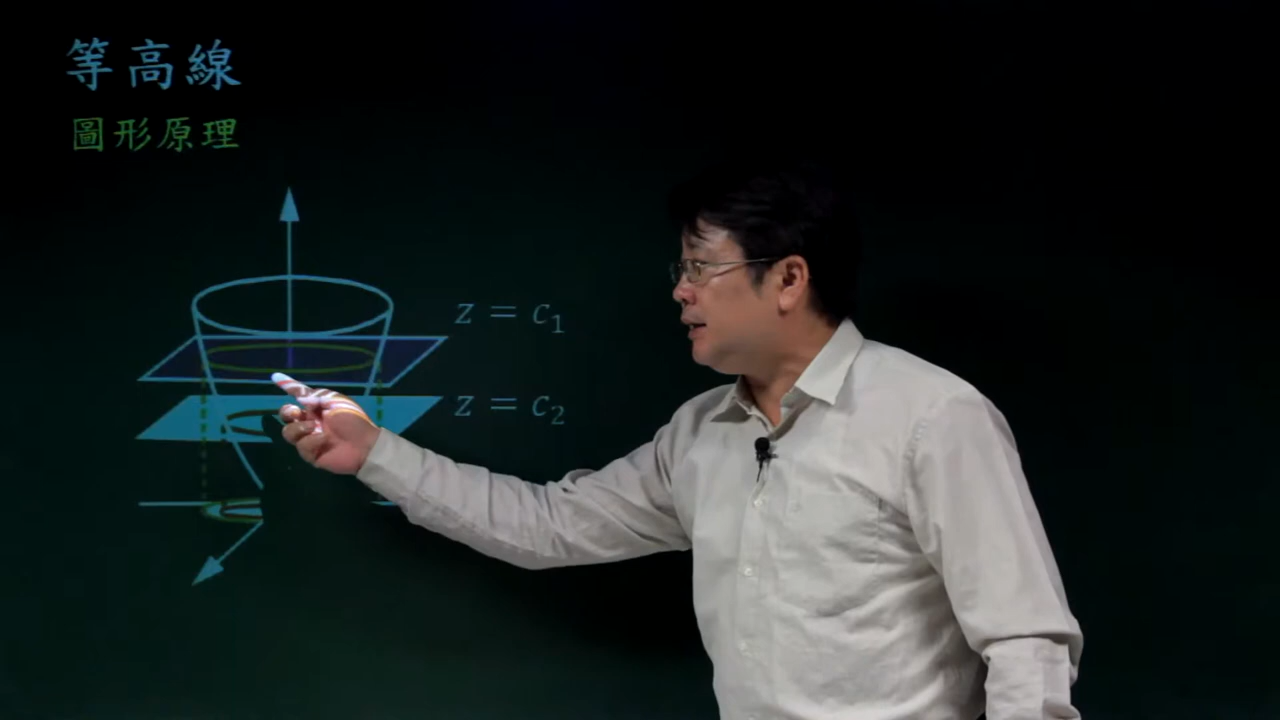 等高線
圖形原理
z = c₁
z = c₂